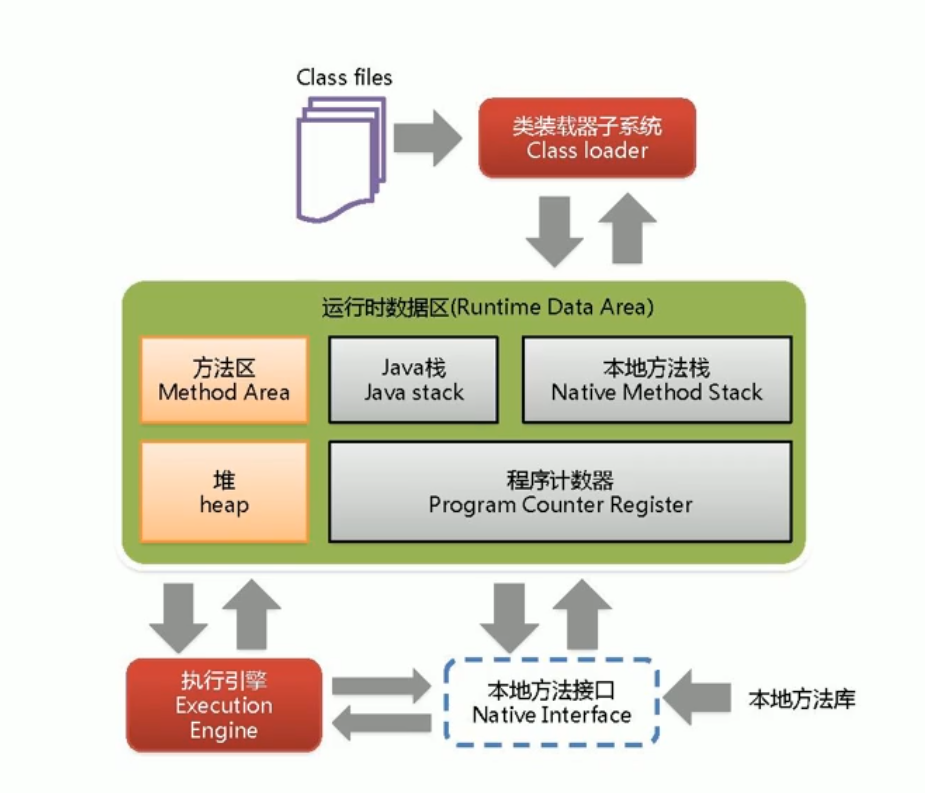 Class files
类装载器子系统
Class loader
运行时数据区(Runtime Data Area)
方法区
Method Area
Java栈
Java stack
本地方法栈
Native Method Stack
堆
heap
程序计数器
Program Counter Register
执行引擎
Execution
Engine
本地方法接口
Native Interface
本地方法库